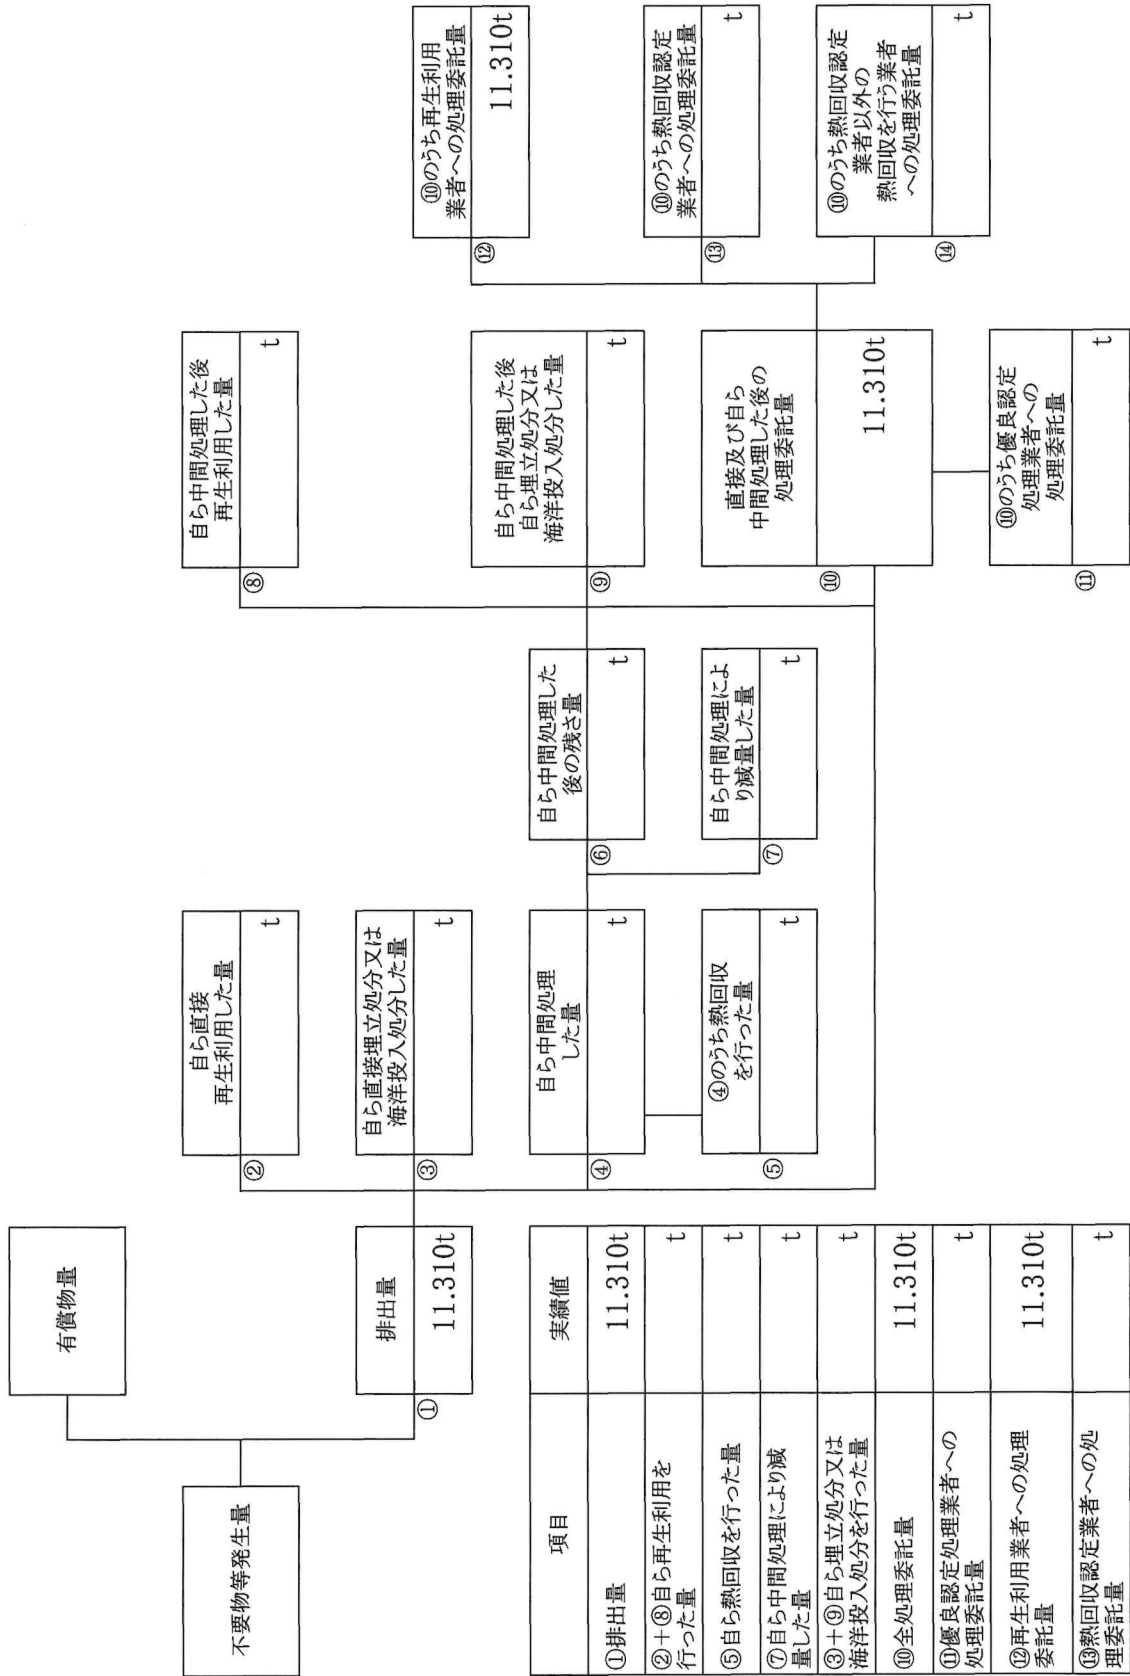 不要物等発生量
有償物量
排出量
①
11.310t
自ら直接
再生利用した量
②
t
自ら直接埋立処分又は
海洋投入処分した量
③
t
自ら中間処理
した量
④
t
④のうち熱回収
を行った量
⑤
t
自ら中間処理した
後の残さ量
⑥
t
自ら中間処理によ
り減量した量
⑦
t
自ら中間処理した後
再生利用した量
⑧
t
自ら中間処理した後
自ら埋立処分又は
海洋投入処分した量
⑨
t
直接及び自ら
中間処理した後の
処理委託量
⑩
11.310t
⑩のうち優良認定
処理業者への
処理委託量
⑪
t
⑩のうち再生利用
業者への処理委託量
⑫
11.310t
⑩のうち熱回収認定
業者への処理委託量
⑬
t
⑩のうち熱回収認定
業者以外の
熱回収を行う業者
への処理委託量
⑭
t
項目 実績値
①排出量 11.310t
②+⑧自ら再生利用を
行った量 t
⑤自ら熱回収を行った量 t
⑦自ら中間処理により減
量した量 t
③+⑨自ら埋立処分又は
海洋投入処分を行った量 t
⑩全処理委託量 11.310t
⑪優良認定処理業者への
処理委託量 t
⑫再生利用業者への処理
委託量 11.310t
⑬熱回収認定業者への処
理委託量 t